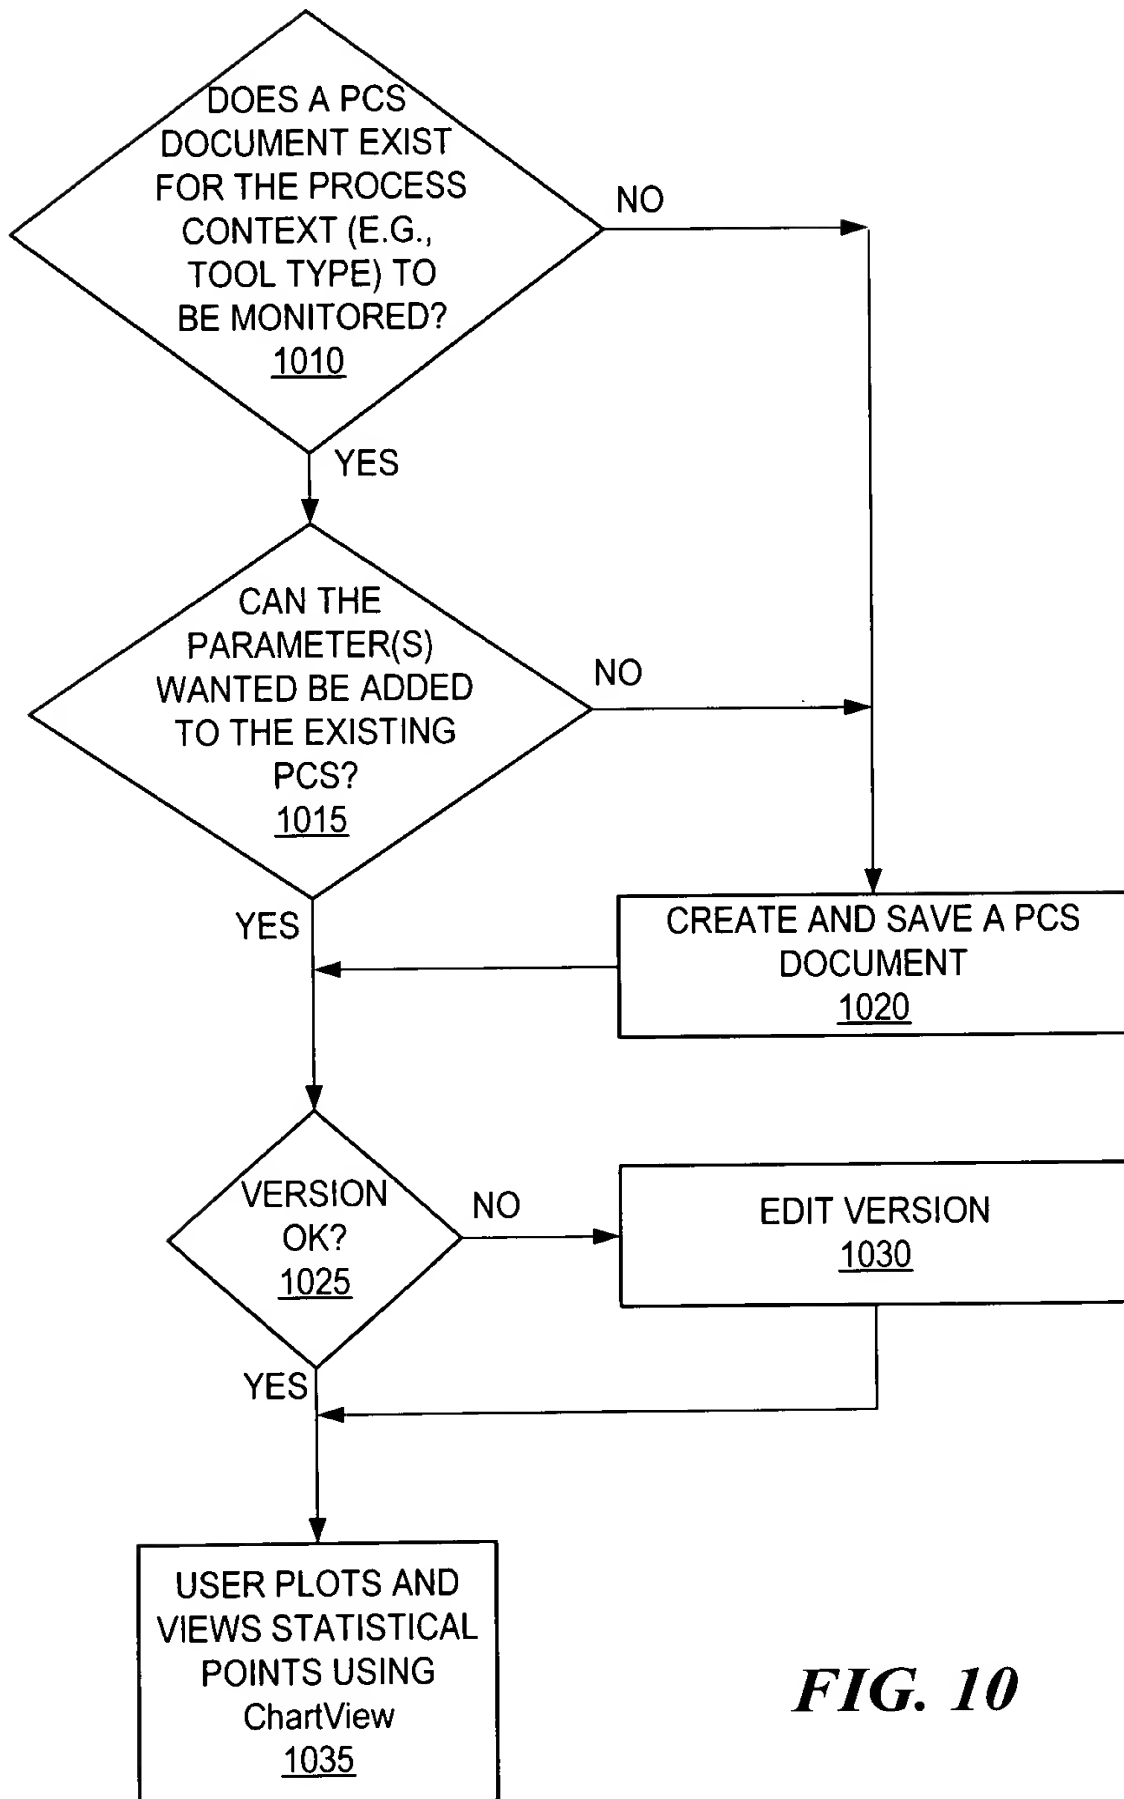 DOES A PCS
DOCUMENT EXIST
FOR THE PROCESS
CONTEXT (E.G.,
TOOL TYPE) TO
BE MONITORED?
1010
NO
YES
CAN THE
PARAMETER(S)
WANTED BE ADDED
TO THE EXISTING
PCS?
1015
NO
YES
CREATE AND SAVE A PCS
DOCUMENT
1020
VERSION
OK?
1025
NO
EDIT VERSION
1030
YES
USER PLOTS AND
VIEWS STATISTICAL
POINTS USING
ChartView
1035
FIG. 10